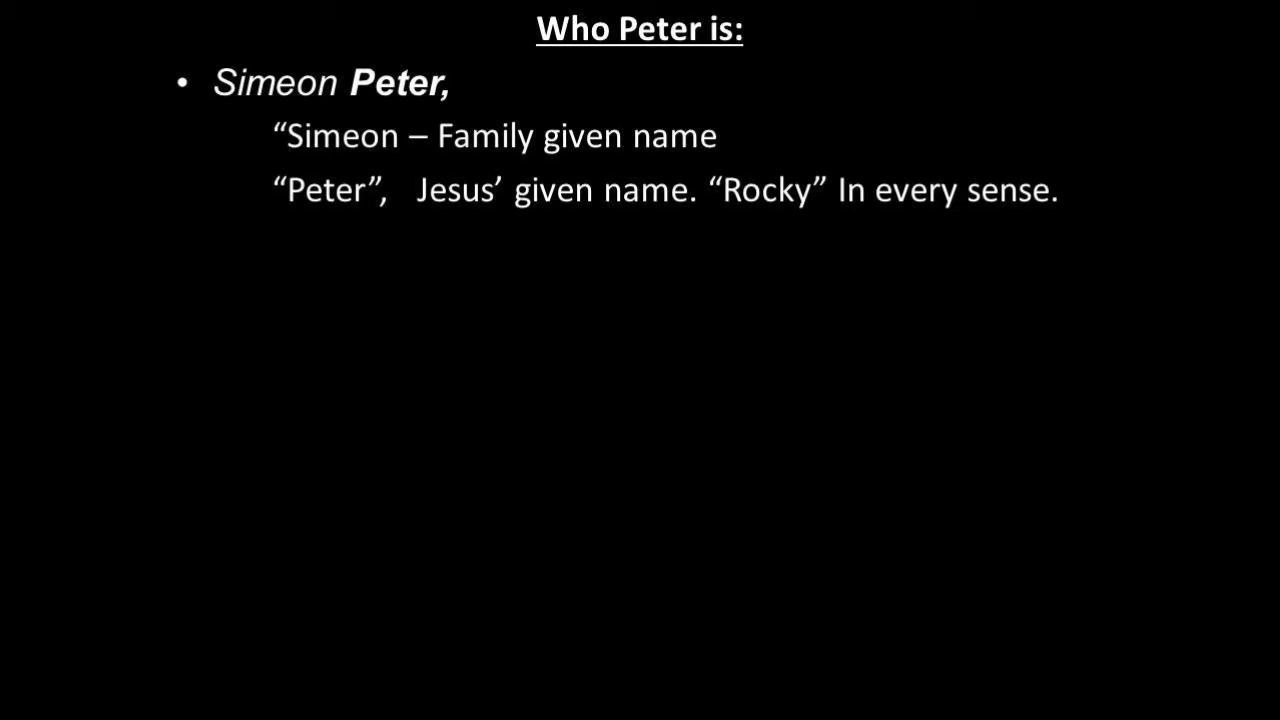 Who Peter is:
• Simeon Peter,
“Simeon – Family given name
“Peter”, Jesus’ given name. “Rocky” In every sense.